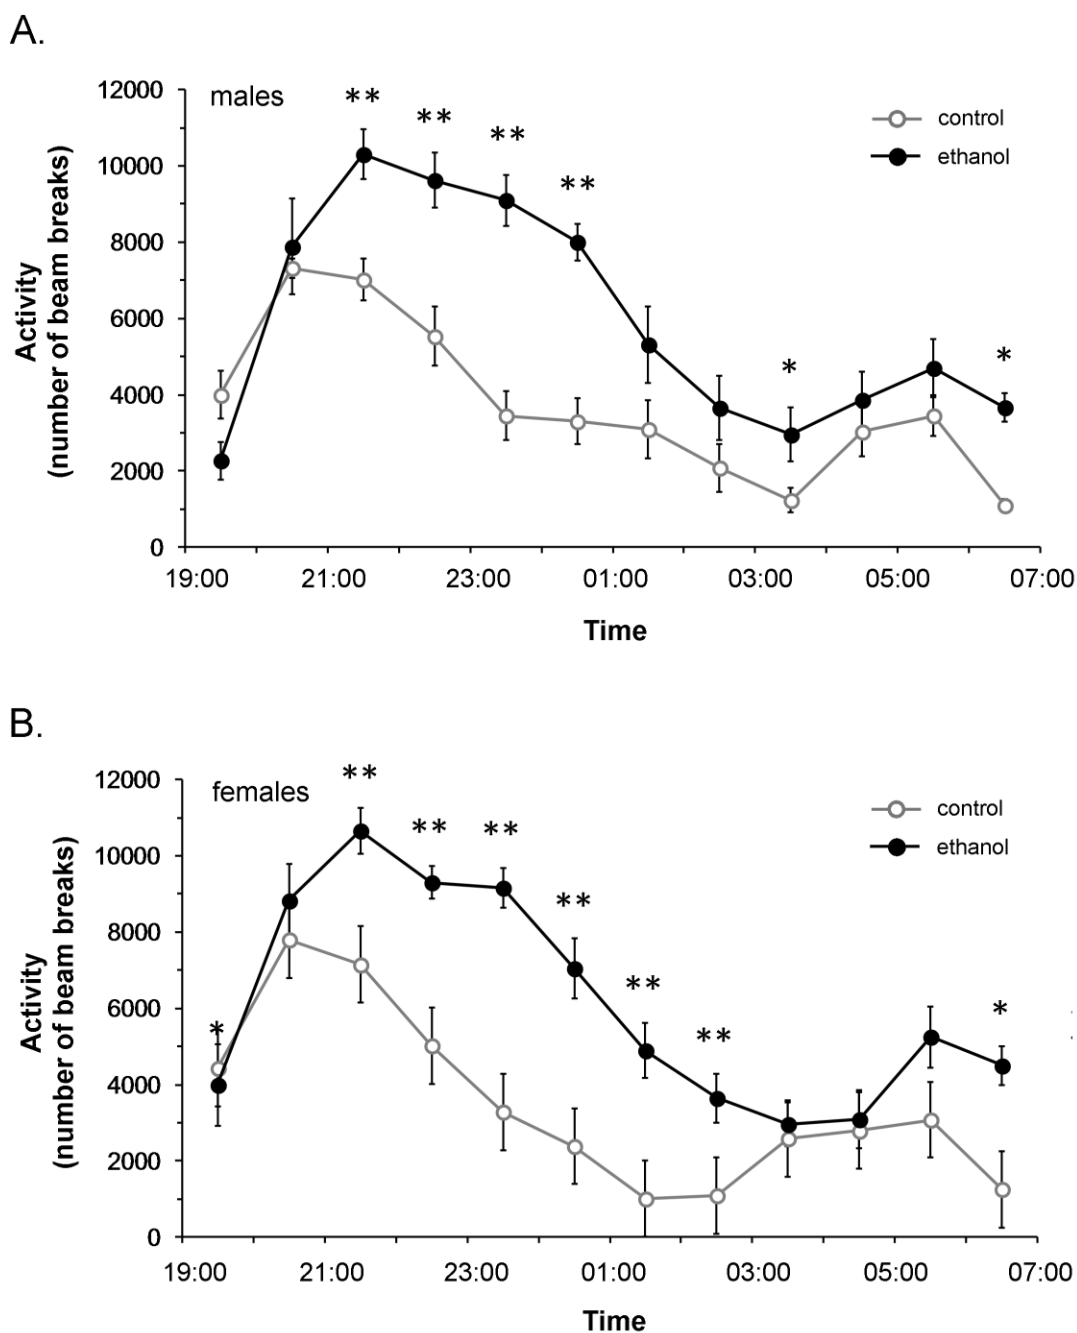 A.
males
control
ethanol
**
**
**
**
*
*
12000
10000
8000
6000
4000
2000
0
Activity
(number of beam breaks)
19:00 21:00 23:00 01:00 03:00 05:00 07:00
Time
B.
females
control
ethanol
*
**
**
**
**
**
**
*
12000
10000
8000
6000
4000
2000
0
Activity
(number of beam breaks)
19:00 21:00 23:00 01:00 03:00 05:00 07:00
Time